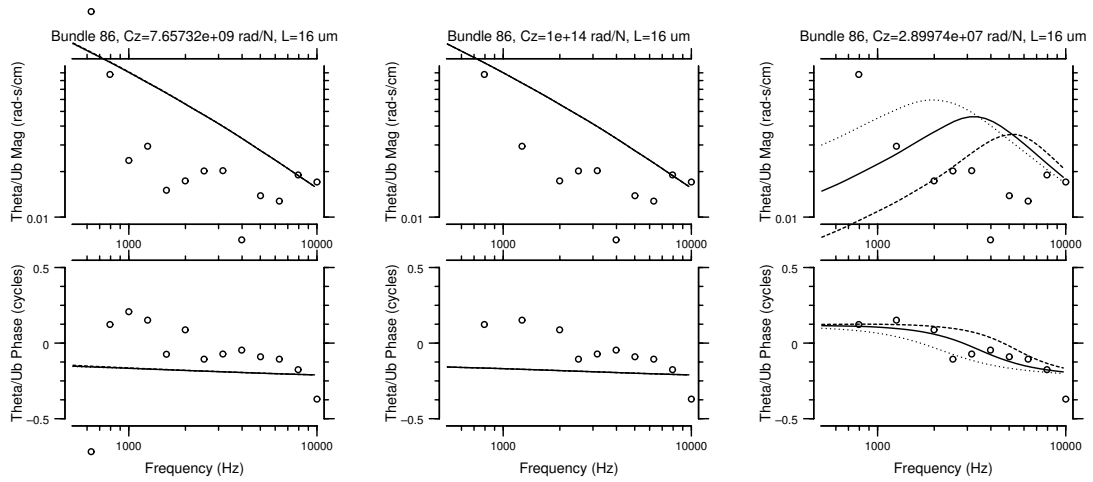 Bundle 86, Cz=7.65732e+09 rad/N, L=16 um
Theta/Ub Mag (rad-s/cm)
0.01
1000
10000
0.5
0
−0.5
Theta/Ub Phase (cycles)
1000
10000
Frequency (Hz)
Bundle 86, Cz=1e+14 rad/N, L=16 um
Theta/Ub Mag (rad-s/cm)
0.01
1000
10000
0.5
0
−0.5
Theta/Ub Phase (cycles)
1000
10000
Frequency (Hz)
Bundle 86, Cz=2.89974e+07 rad/N, L=16 um
Theta/Ub Mag (rad-s/cm)
0.01
1000
10000
0.5
0
−0.5
Theta/Ub Phase (cycles)
1000
10000
Frequency (Hz)